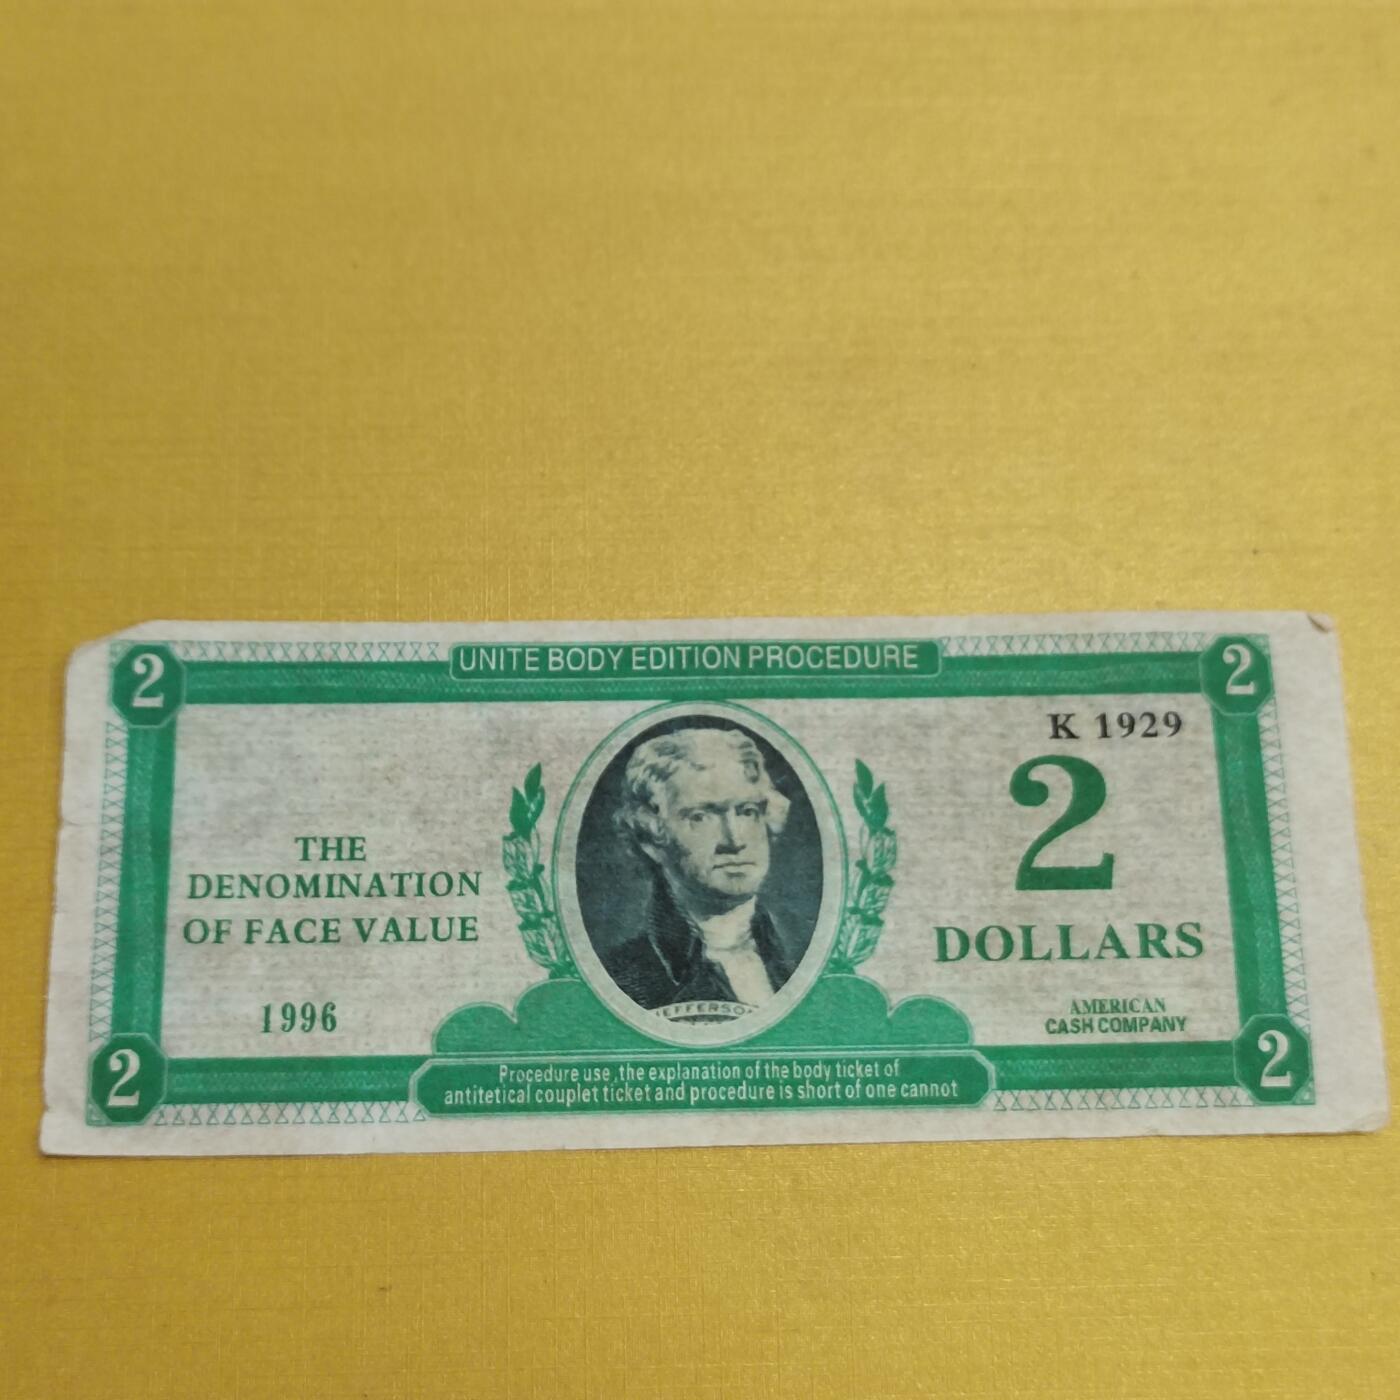 2
UNITE BODY EDITION PROCEDURE
2
K 1929
2
DOLLARS
AMERICAN
CASH COMPANY
THE
DENOMINATION
OF FACE VALUE
1996
JEFFERSON
2
Procedure use ,the explanation of the body ticket of
antitetical couplet ticket and procedure is short of one cannot
2